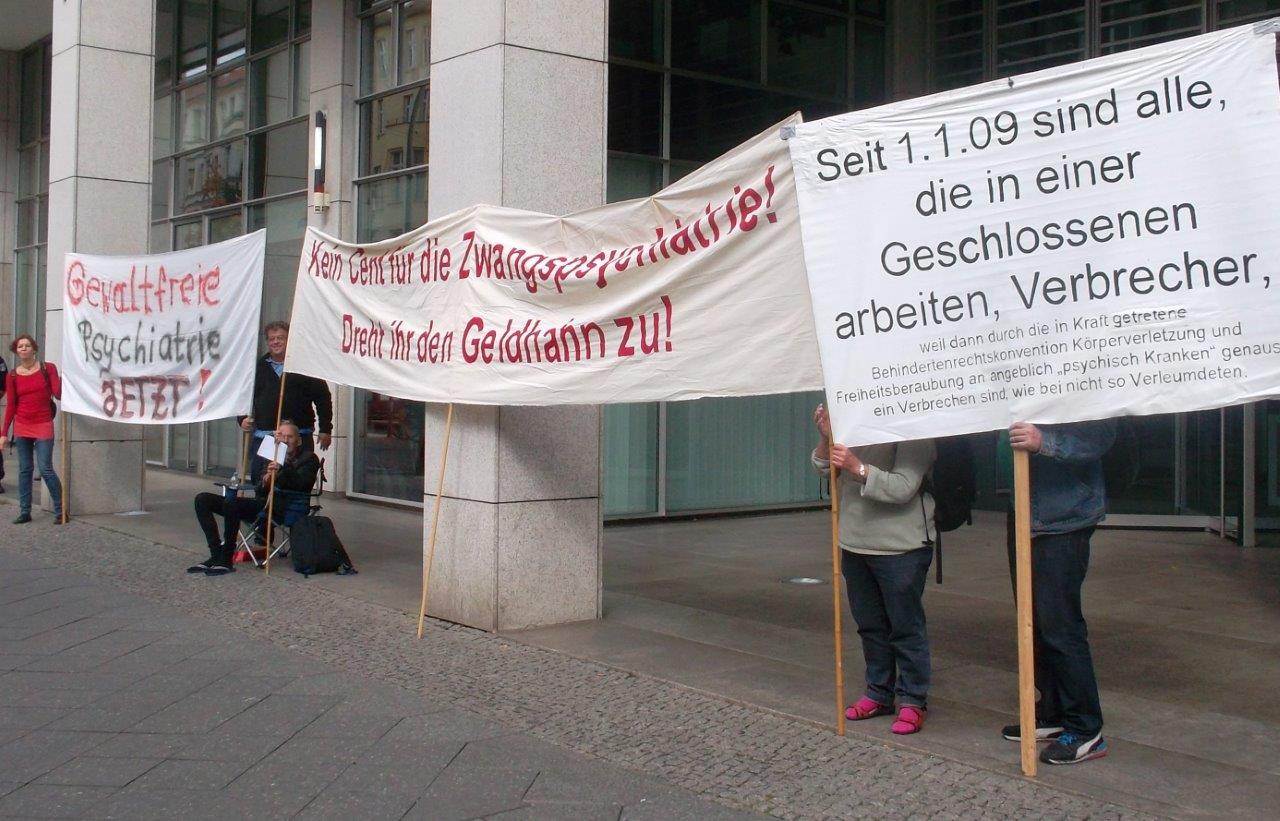 Gewaltfreie
Psychiatrie
JETZT!
Kein Cent für die Zwangspsychiatrie!
Dreht ihr den Geldhahn zu!
Seit 1.1.09 sind alle,
die in einer
Geschlossenen
arbeiten, Verbrecher,
weil dann durch die in Kraft getretene
Behindertenrechtskonvention Körperverletzung und
Freiheitsberaubung an angeblich „psychisch Kranken“ genauso
ein Verbrechen sind, wie bei nicht so Verleumdeten.